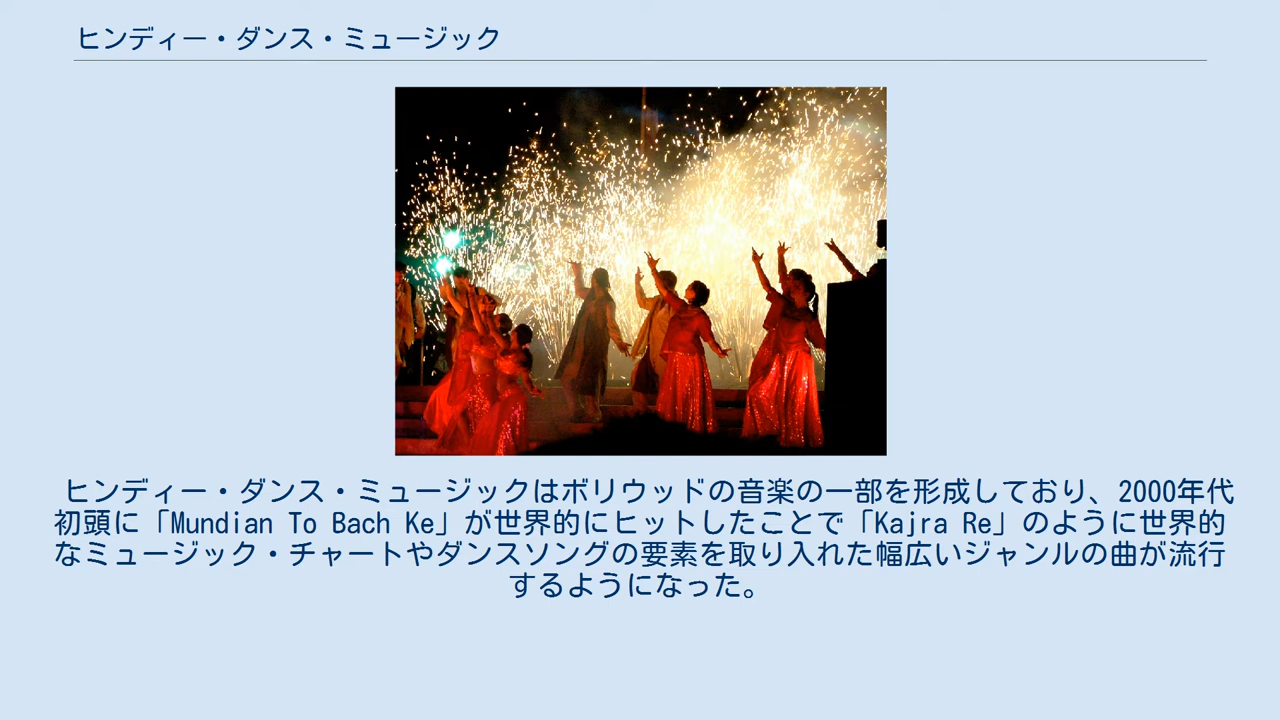 ヒンディー・ダンス・ミュージック
ヒンディー・ダンス・ミュージックはボリウッドの音楽の一部を形成しており、2000年代
初頭に「Mundian To Bach Ke」が世界的にヒットしたことで「Kajra Re」のように世界的
なミュージック・チャートやダンスソングの要素を取り入れた幅広いジャンルの曲が流行
するようになった。